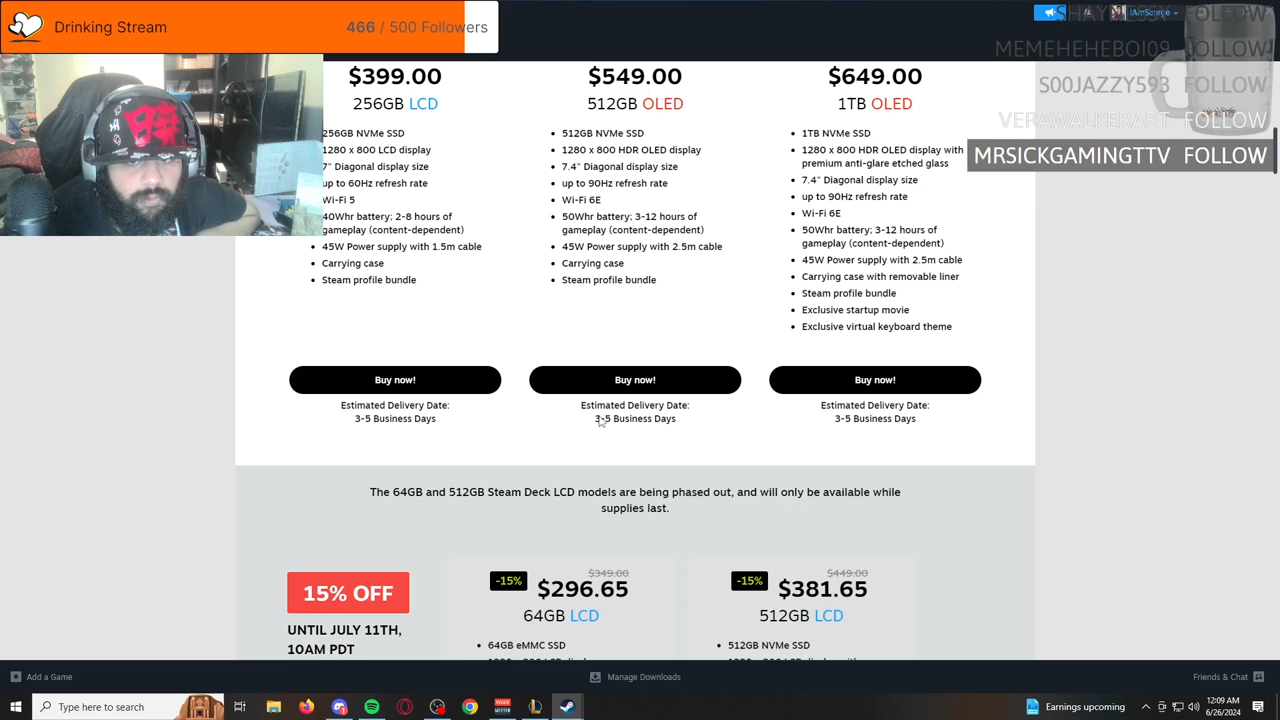 Drinking Stream
466 / 500 Followers
IAmSource
FOLLOW
MEMEHEHEBOI09 FOLLOW
S00JAZZY593 FOLLOW
VERAWALKERART FOLLOW
MRSICKGAMINGTTV FOLLOW
$399.00
256GB LCD
256GB NVMe SSD
1280 x 800 LCD display
7" Diagonal display size
up to 60Hz refresh rate
Wi-Fi 5
40Whr battery; 2-8 hours of
gameplay (content-dependent)
45W Power supply with 1.5m cable
Carrying case
Steam profile bundle
Buy now!
Estimated Delivery Date:
3-5 Business Days
$549.00
512GB OLED
512GB NVMe SSD
1280 x 800 HDR OLED display
7.4" Diagonal display size
up to 90Hz refresh rate
Wi-Fi 6E
50Whr battery; 3-12 hours of
gameplay (content-dependent)
45W Power supply with 2.5m cable
Carrying case
Steam profile bundle
Buy now!
Estimated Delivery Date:
3-5 Business Days
$649.00
1TB OLED
1TB NVMe SSD
1280 x 800 HDR OLED display with
premium anti-glare etched glass
7.4" Diagonal display size
up to 90Hz refresh rate
Wi-Fi 6E
50Whr battery; 3-12 hours of
gameplay (content-dependent)
45W Power supply with 2.5m cable
Carrying case with removable liner
Steam profile bundle
Exclusive startup movie
Exclusive virtual keyboard theme
Buy now!
Estimated Delivery Date:
3-5 Business Days
The 64GB and 512GB Steam Deck LCD models are being phased out, and will only be available while
supplies last.
15% OFF
UNTIL JULY 11TH,
10AM PDT
-15%
$349.00
$296.65
64GB LCD
64GB eMMC SSD
-15%
$449.00
$381.65
512GB LCD
512GB NVMe SSD
Add a Game
Manage Downloads
Friends & Chat
Type here to search
Earnings upcoming
12:09 AM
6/26/2024